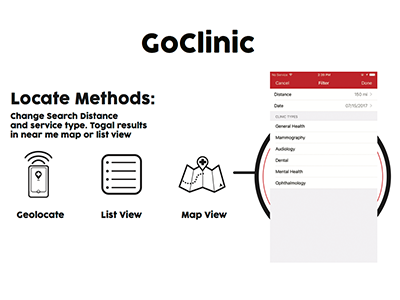 GoClinic
Locate Methods:
Change Search Distance
and service type. Togal results
in near me map or list view
Geolocate
List View
Map View
No Service
2:39 PM
Cancel
Filter
Done
Distance
150 mi
Date
07/15/2017
CLINIC TYPES
General Health
Mammography
Audiology
Dental
Mental Health
Ophthalmology